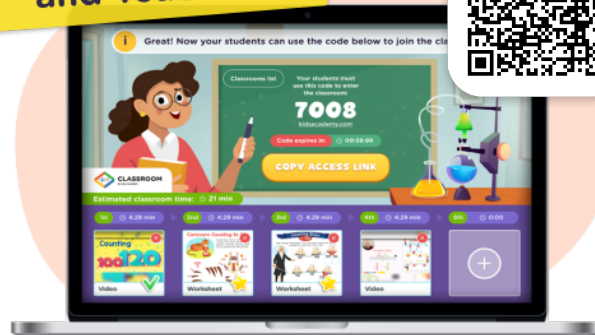 and
i Great! Now your students can use the code below to join the cla
Classrooms list
Your students must
use this code to enter
the classroom:
7008
kidsacademy.com
Code expires in: 00:59:99
COPY ACCESS LINK
CLASSROOM
Estimated classroom time: 21 min
1st 4:29 min 2nd 4:29 min 3rd 4:29 min 4th 4:29 min 5th 0:00
Counting
100 120
Video
Worksheet
Worksheet
Video